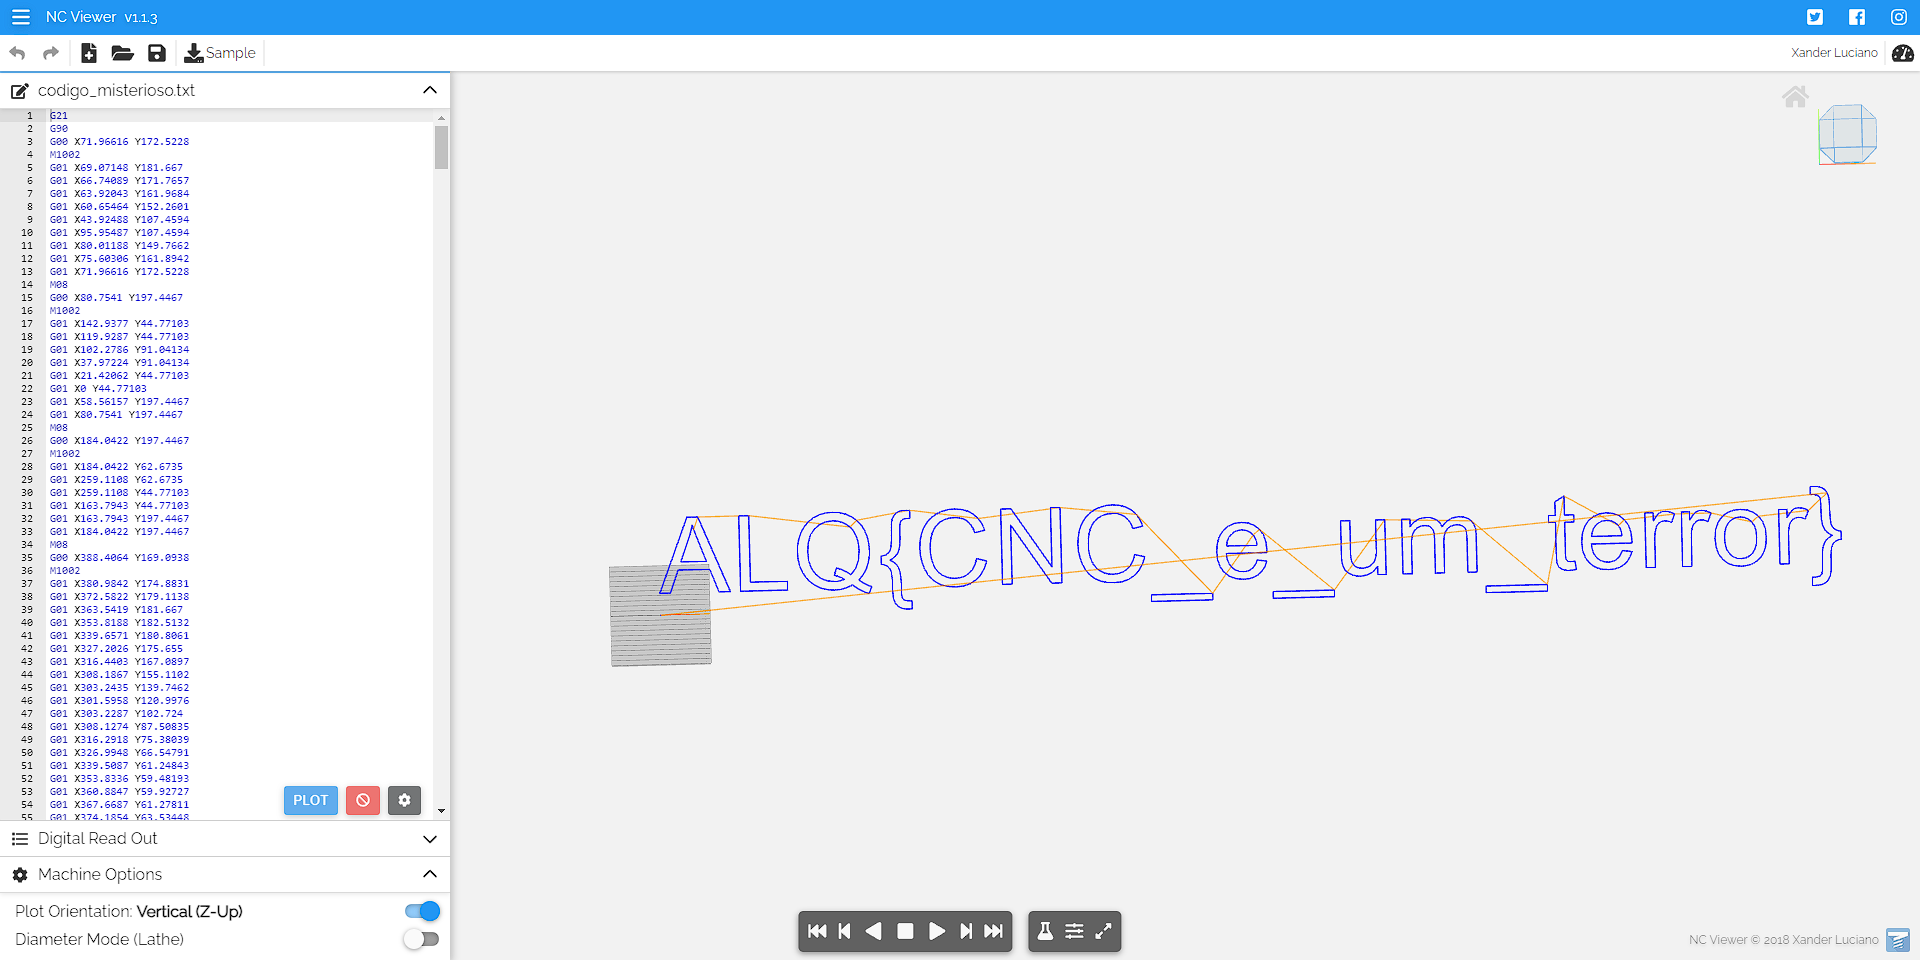 NC Viewer v1.1.3
Sample
Xander Luciano
codigo_misterioso.txt
1 G21
2 G90
3 G00 X71.96616 Y172.5228
4 M1002
5 G01 X69.07148 Y181.667
6 G01 X66.74089 Y171.7657
7 G01 X63.92043 Y161.9684
8 G01 X60.65464 Y152.2601
9 G01 X43.92488 Y107.4594
10 G01 X95.95487 Y107.4594
11 G01 X80.01188 Y149.7662
12 G01 X75.60306 Y161.8942
13 G01 X71.96616 Y172.5228
14 M08
15 G00 X80.7541 Y197.4467
16 M1002
17 G01 X142.9377 Y44.77103
18 G01 X119.9287 Y44.77103
19 G01 X102.2786 Y91.04134
20 G01 X37.97224 Y91.04134
21 G01 X21.42062 Y44.77103
22 G01 X0 Y44.77103
23 G01 X58.56157 Y197.4467
24 G01 X80.7541 Y197.4467
25 M08
26 G00 X184.0422 Y197.4467
27 M1002
28 G01 X184.0422 Y62.6735
29 G01 X259.1108 Y62.6735
30 G01 X259.1108 Y44.77103
31 G01 X163.7943 Y44.77103
32 G01 X163.7943 Y197.4467
33 G01 X184.0422 Y197.4467
34 M08
35 G00 X388.4064 Y169.0938
36 M1002
37 G01 X380.9842 Y174.8831
38 G01 X372.5822 Y179.1138
39 G01 X363.5419 Y181.667
40 G01 X353.8188 Y182.5132
41 G01 X339.6571 Y180.8061
42 G01 X327.2026 Y175.655
43 G01 X316.4403 Y167.0897
44 G01 X308.1867 Y155.1102
45 G01 X303.2435 Y139.7462
46 G01 X301.5958 Y120.9976
47 G01 X303.2287 Y102.724
48 G01 X308.1274 Y87.50835
49 G01 X316.2918 Y75.38039
50 G01 X326.9948 Y66.54791
51 G01 X339.5087 Y61.24843
52 G01 X353.8336 Y59.48193
53 G01 X360.8847 Y59.92727
54 G01 X367.6687 Y61.27811
55 G01 X374.1854 Y63.53448
PLOT
Digital Read Out
Machine Options
Plot Orientation: Vertical (Z-Up)
Diameter Mode (Lathe)
ALQ{CNC_e_um_terror}
NC Viewer © 2018 Xander Luciano